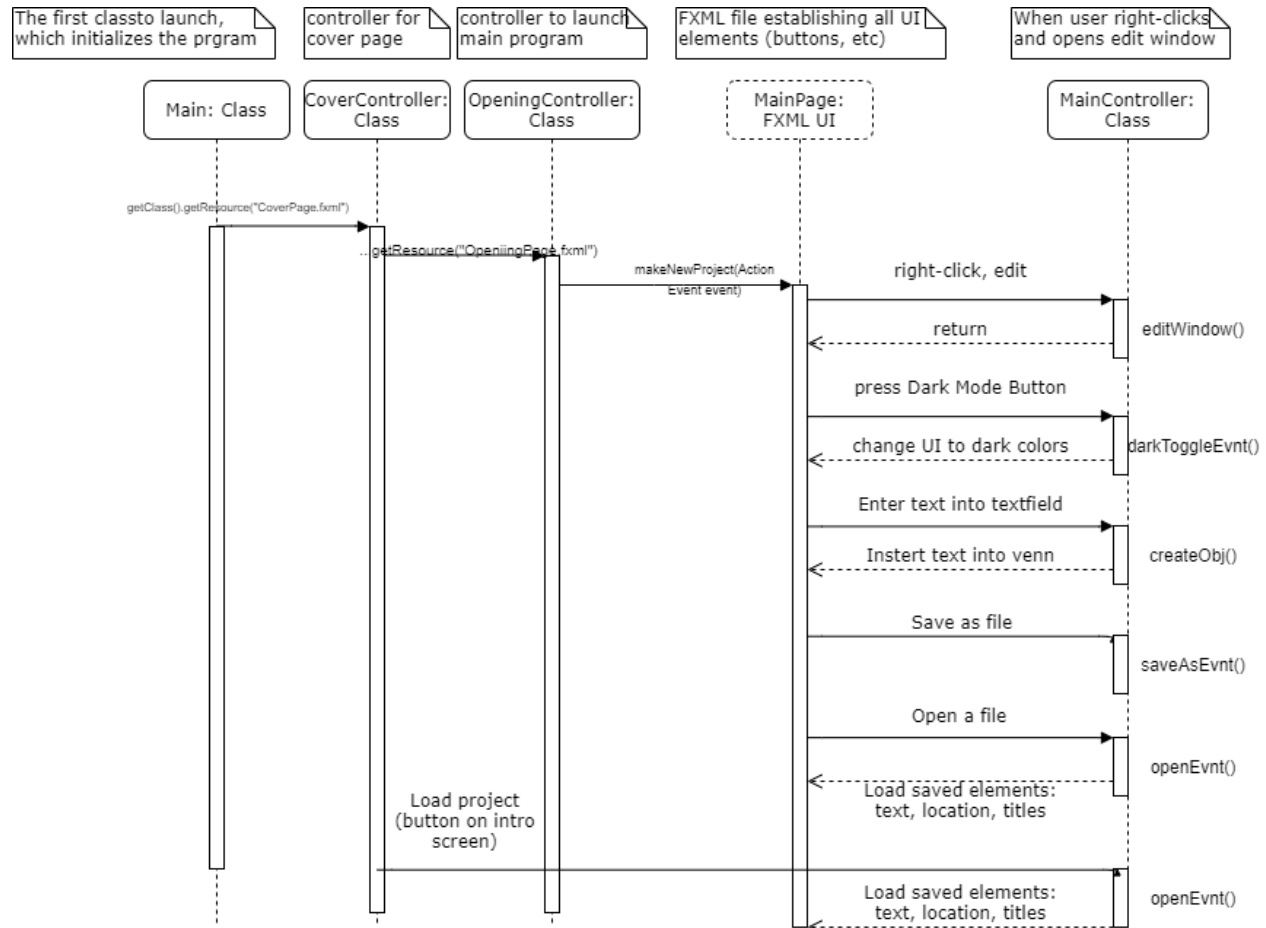 The first classto launch,
which initializes the prgram
controller for
cover page
controller to launch
main program
FXML file establishing all UI
elements (buttons, etc)
When user right-clicks
and opens edit window
Main: Class
CoverController:
Class
OpeningController:
Class
MainPage:
FXML UI
MainController:
Class
getClass().getResource("CoverPage.fxml")
...getResource("OpeniingPage.fxml")
makeNewProject(Action
Event event)
right-click, edit
return
editWindow()
press Dark Mode Button
change UI to dark colors
darkToggleEvnt()
Enter text into textfield
Instert text into venn
createObj()
Save as file
saveAsEvnt()
Open a file
openEvnt()
Load saved elements:
text, location, titles
Load project
(button on intro
screen)
Load saved elements:
text, location, titles
openEvnt()